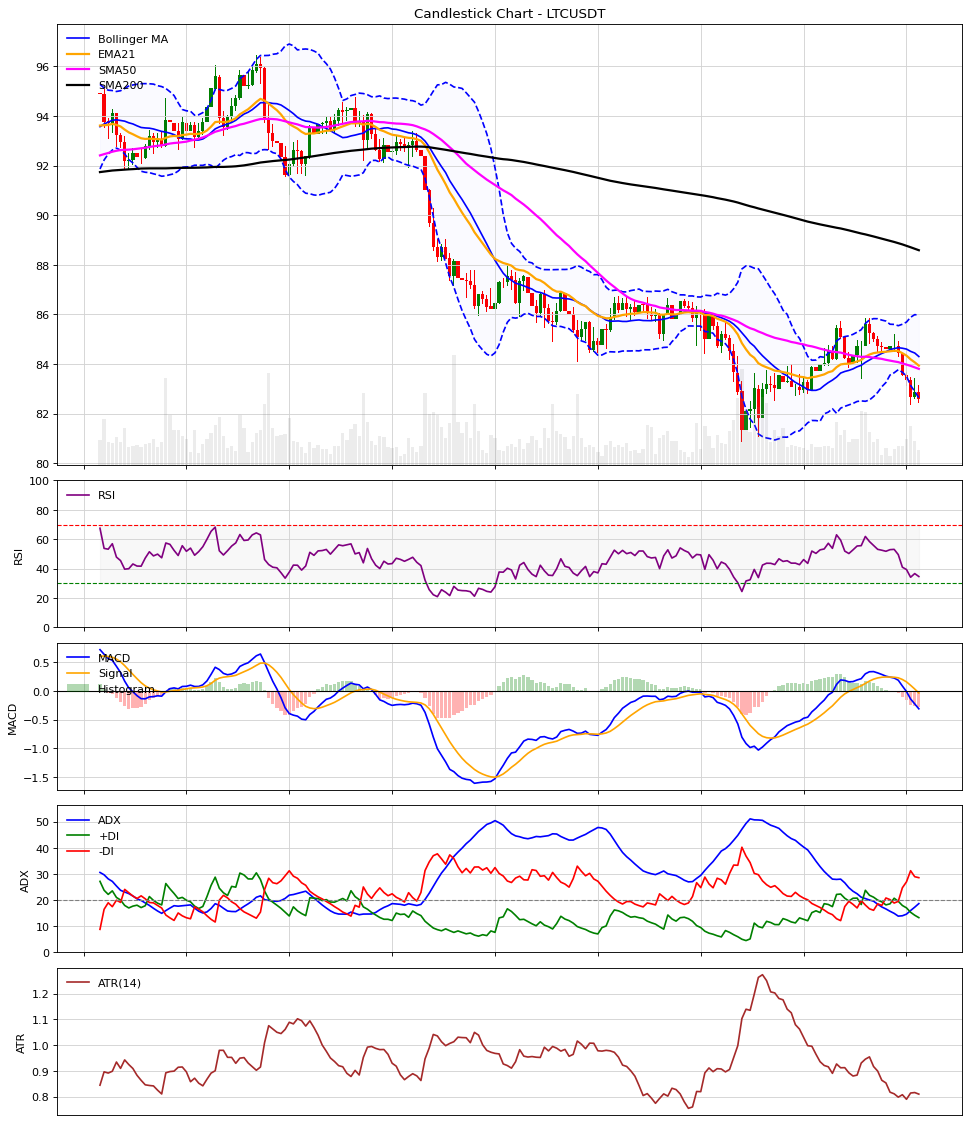 Candlestick Chart - LTCUSDT
Bollinger MA
EMA21
SMA50
SMA200
96
94
92
90
88
86
84
82
80
RSI
RSI
100
80
60
40
20
0
MACD
Signal
Histogram
MACD
0.5
0.0
−0.5
−1.0
−1.5
ADX
+DI
-DI
ADX
50
40
30
20
10
0
ATR(14)
ATR
1.2
1.1
1.0
0.9
0.8